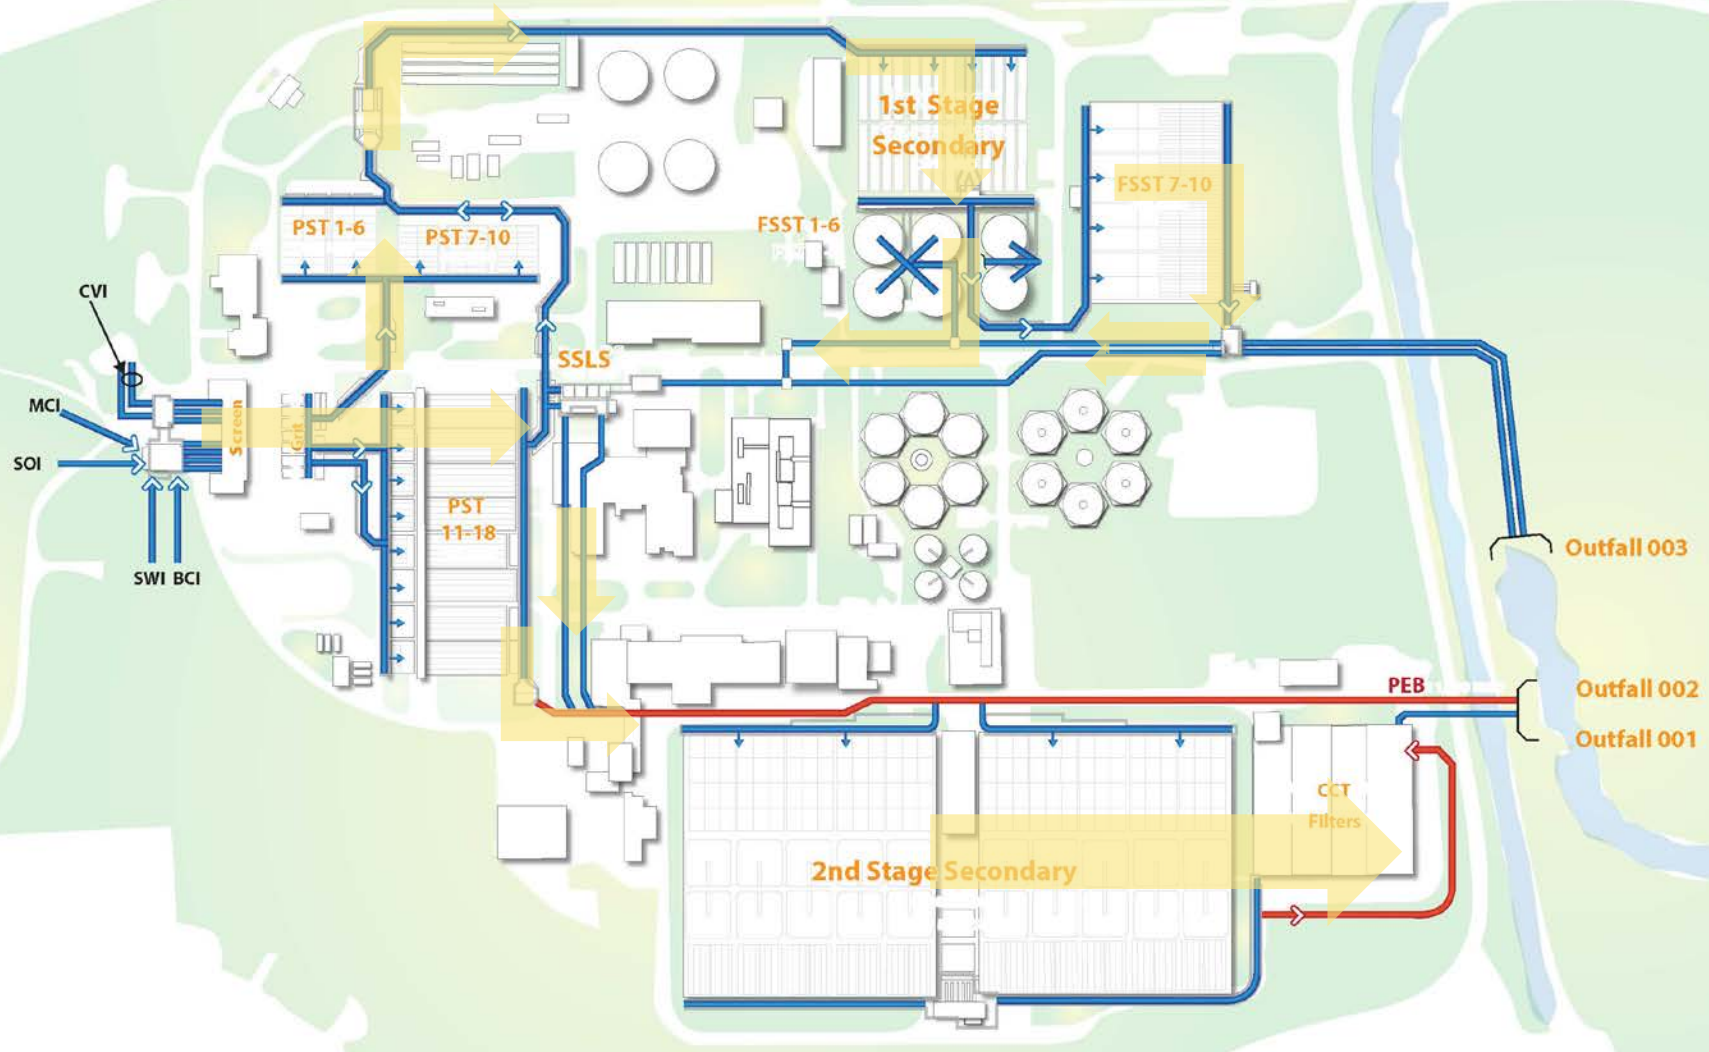 1st Stage
Secondary
FSST 7-10
PST 1-6
PST 7-10
FSST 1-6
CVI
SSLS
MCI
Screen
Grit
SOI
PST
11-18
SWI BCI
Outfall 003
PEB
Outfall 002
Outfall 001
CCT
Filters
2nd Stage Secondary